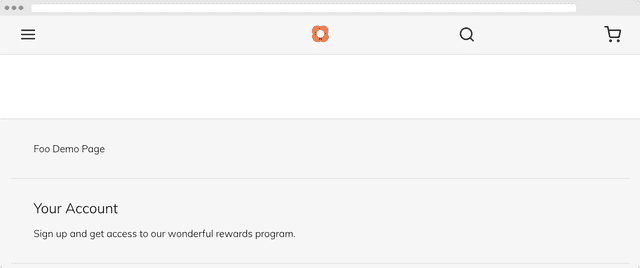 Foo Demo Page
Your Account
Sign up and get access to our wonderful rewards program.